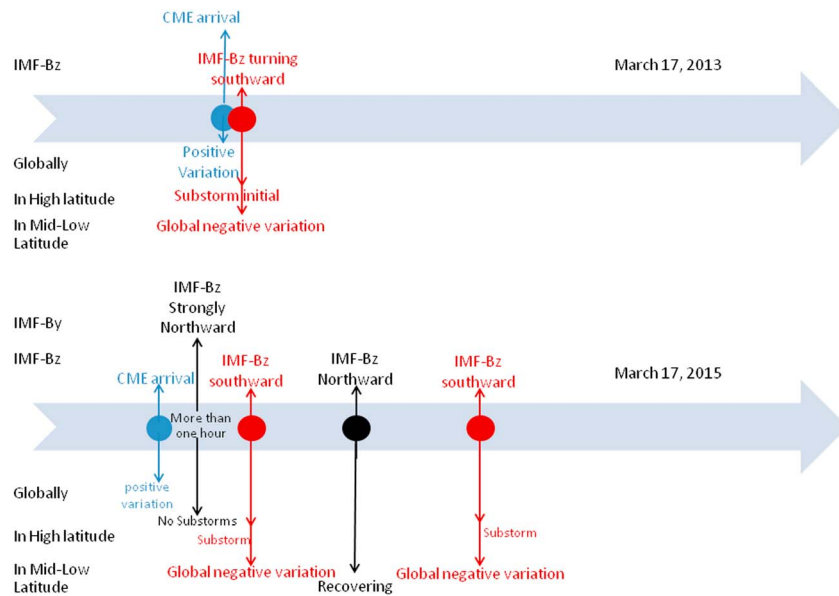 CME arrival
IMF-Bz
IMF-Bz turning
southward
March 17, 2013
Globally
Positive
Variation
In High latitude
Substorm initial
In Mid-Low
Latitude
Global negative variation
IMF-Bz
Strongly
Northward
IMF-By
IMF-Bz
CME arrival
IMF-Bz
southward
IMF-Bz
Northward
IMF-Bz
southward
March 17, 2015
More than
one hour
Globally
positive
variation
No Substorms
In High latitude
Substorm
Substorm
In Mid-Low
Latitude
Global negative variation
Recovering
Global negative variation